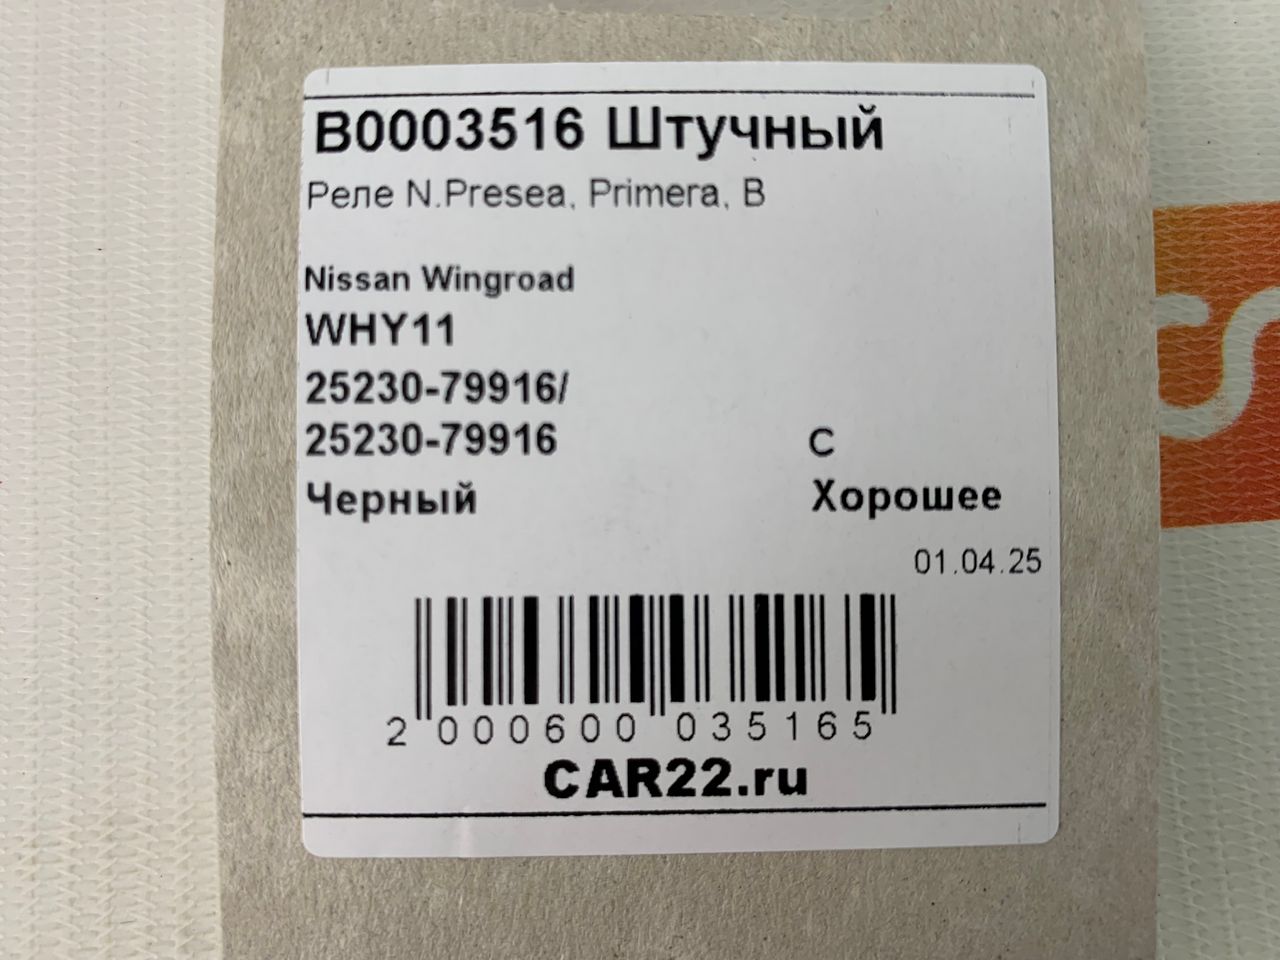 B0003516 Штучный
Реле N.Presea, Primera, B
Nissan Wingroad
WHY11
25230-79916/
25230-79916
C
Черный
Хорошее
01.04.25
2 000600 035165
CAR22.ru